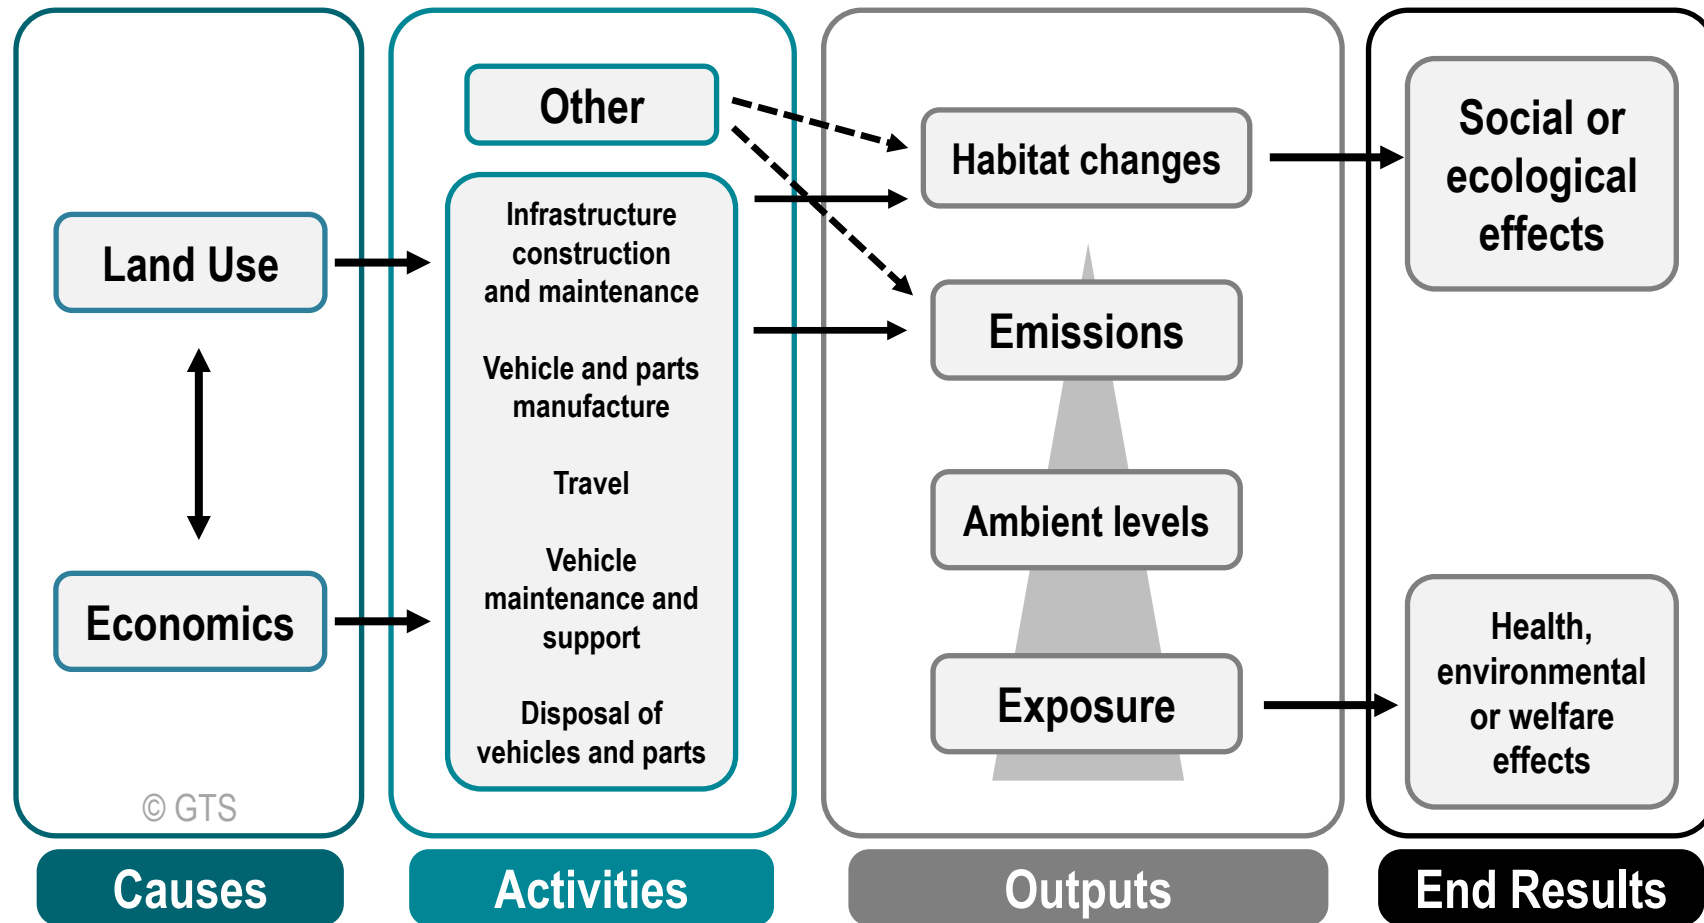 Land Use
Economics
© GTS
Causes
Other
Infrastructure
construction
and maintenance
Vehicle and parts
manufacture
Travel
Vehicle
maintenance and
support
Disposal of
vehicles and parts
Activities
Habitat changes
Emissions
Ambient levels
Exposure
Outputs
Social or
ecological
effects
Health,
environmental
or welfare
effects
End Results